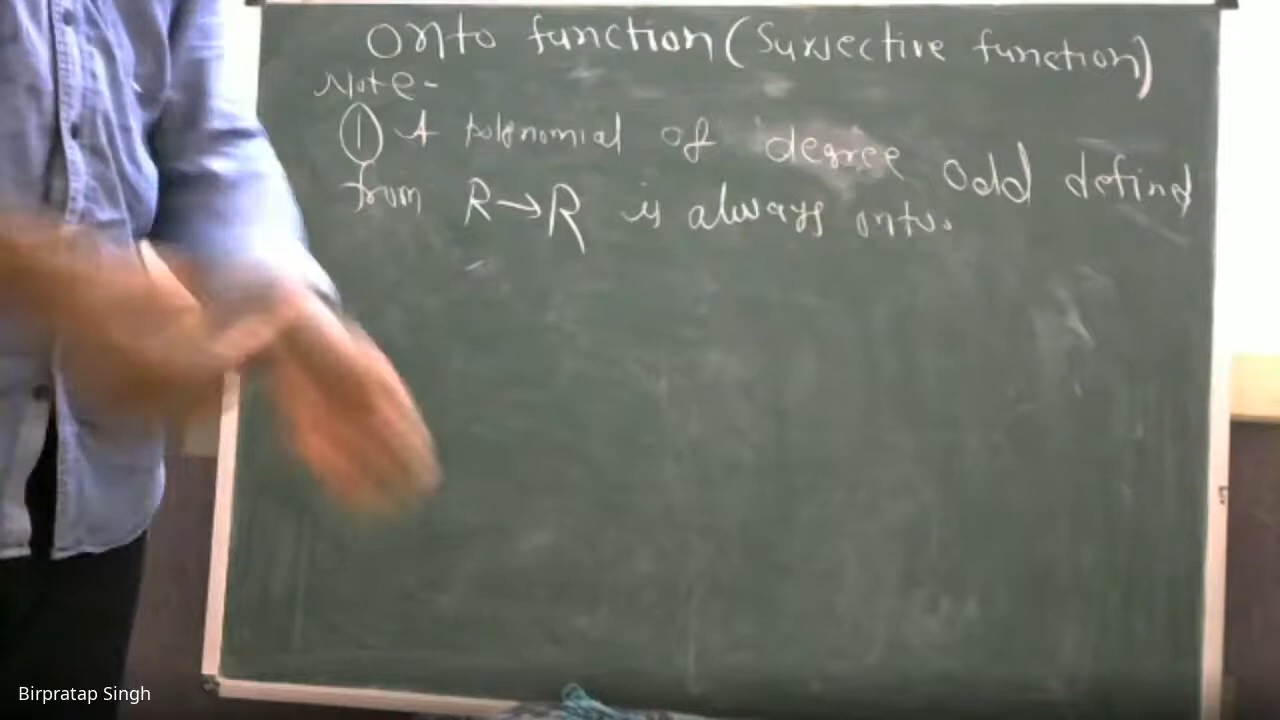 Onto function (Surjective function)
Note-
① A polynomial of degree odd defined
from R→R is always onto.
Birpratap Singh